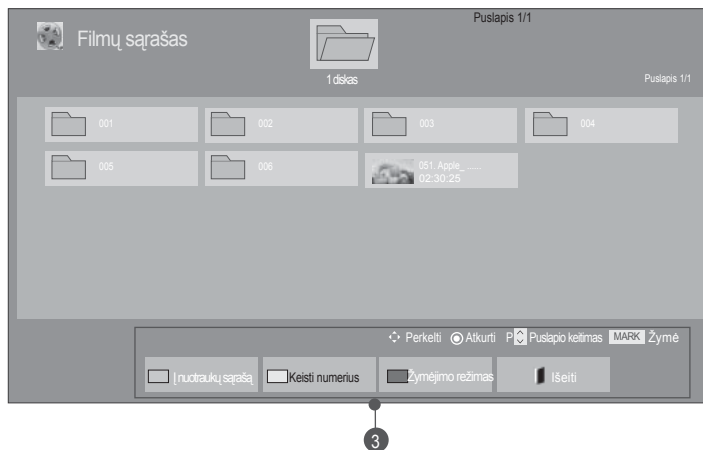 Puslapis 1/1
Filmų sąrašas
1 diskas
Puslapis 1/1
001
002
003
004
005
006
051. Apple_ ......
02:30:25
Perkelti Atkurti P Puslapio keitimas MARK Žymė
Į nuotraukų sąrašą
Keisti numerius
Žymėjimo režimas
Išeiti
3